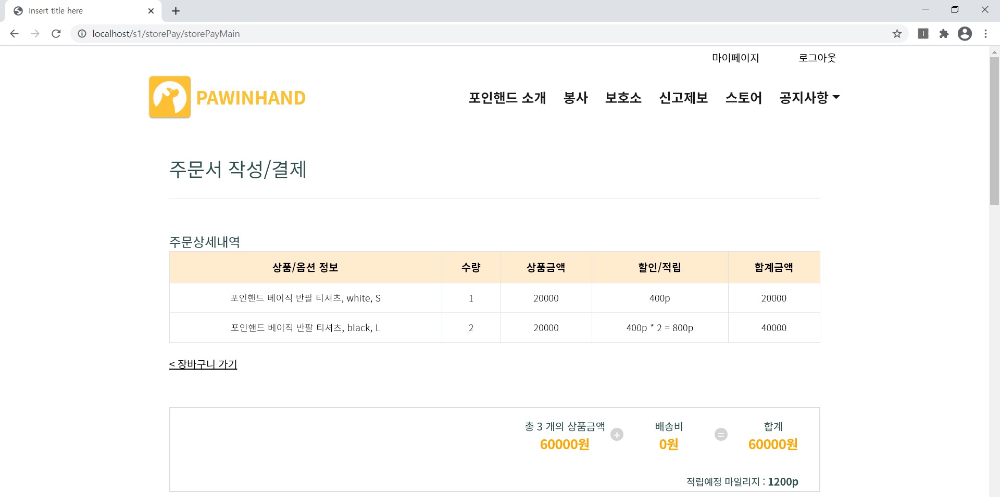 Insert title here
localhost/s1/storePay/storePayMain
마이페이지 로그아웃
PAWINHAND 포인핸드 소개 봉사 보호소 신고제보 스토어 공지사항
주문서 작성/결제
주문상세내역
상품/옵션 정보 수량 상품금액 할인/적립 합계금액
포인핸드 베이직 반팔 티셔츠, white, S 1 20000 400p 20000
포인핸드 베이직 반팔 티셔츠, black, L 2 20000 400p * 2 = 800p 40000
< 장바구니 가기
총 3 개의 상품금액 + 배송비 = 합계
60000원 0원 60000원
적립예정 마일리지 : 1200p